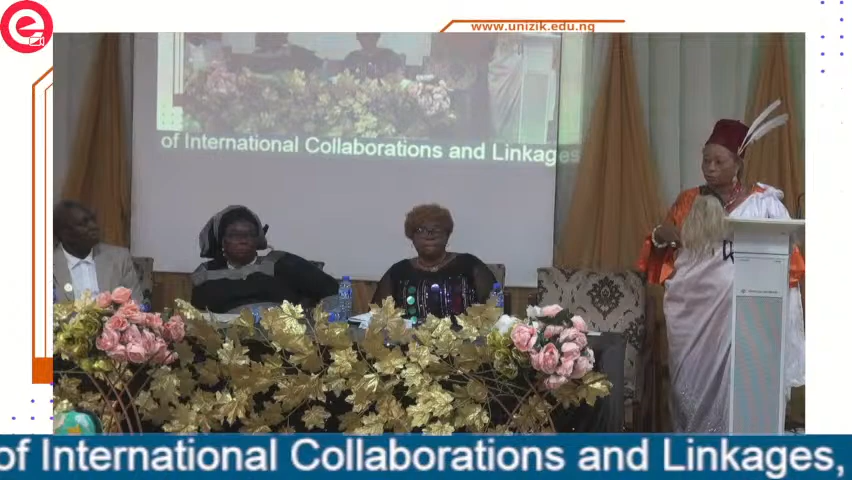 www.unizik.edu.ng
of International Collaborations and Linkages
of International Collaborations and Linkages,